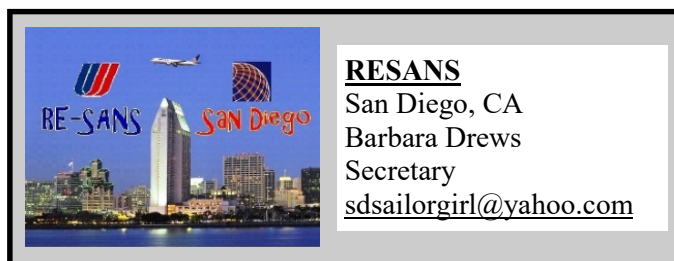 RE-SANS
San Diego
RESANS
San Diego, CA
Barbara Drews
Secretary
sdsailorgirl@yahoo.com